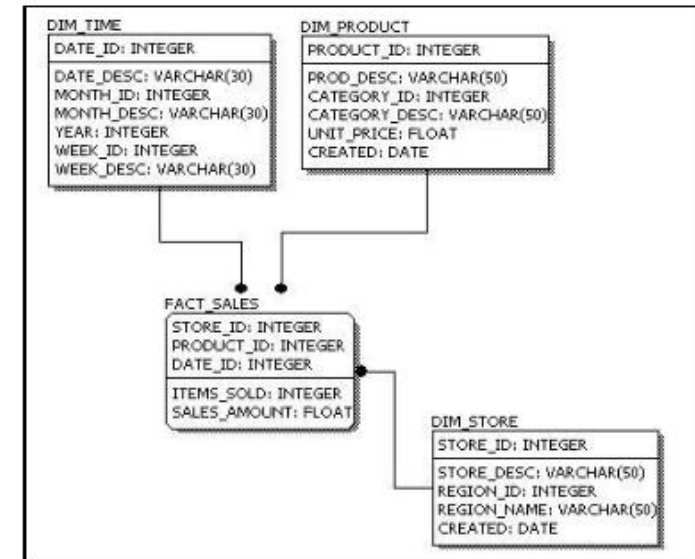 DIM_TIME
DATE_ID: INTEGER
DATE_DESC: VARCHAR(30)
MONTH_ID: INTEGER
MONTH_DESC: VARCHAR(30)
YEAR: INTEGER
WEEK_ID: INTEGER
WEEK_DESC: VARCHAR(30)
DIM_PRODUCT
PRODUCT_ID: INTEGER
PROD_DESC: VARCHAR(50)
CATEGORY_ID: INTEGER
CATEGORY_DESC: VARCHAR(50)
UNIT_PRICE: FLOAT
CREATED: DATE
FACT_SALES
STORE_ID: INTEGER
PRODUCT_ID: INTEGER
DATE_ID: INTEGER
ITEMS_SOLD: INTEGER
SALES_AMOUNT: FLOAT
DIM_STORE
STORE_ID: INTEGER
STORE_DESC: VARCHAR(50)
REGION_ID: INTEGER
REGION_NAME: VARCHAR(50)
CREATED: DATE